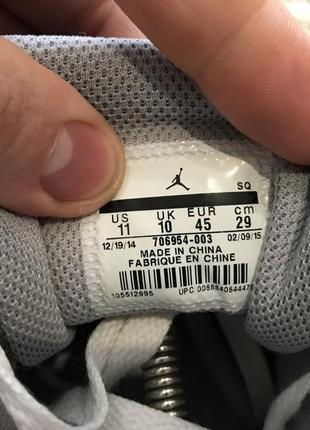 SQ
US UK EUR cm
11 10 45 29
12/19/14 706954-003 02/09/15
MADE IN CHINA
FABRIQUE EN CHINE
105512995